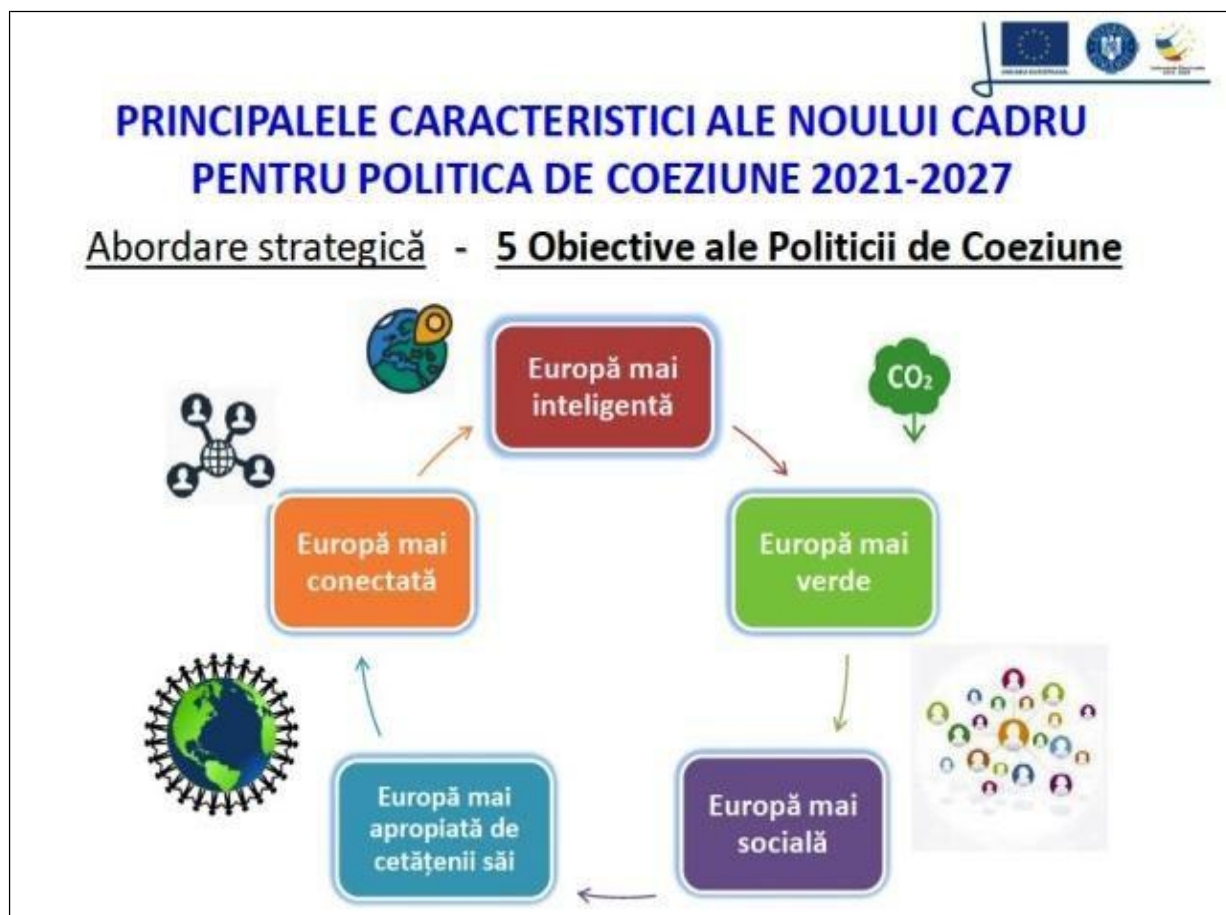 PRINCIPALELE CARACTERISTICI ALE NOULUI CADRU
PENTRU POLITICA DE COEZIUNE 2021-2027
Abordare strategică - 5 Obiective ale Politicii de Coeziune
Europă mai
inteligentă
CO₂
Europă mai
conectată
Europă mai
verde
Europă mai
apropiată de
cetățenii săi
Europă mai
socială